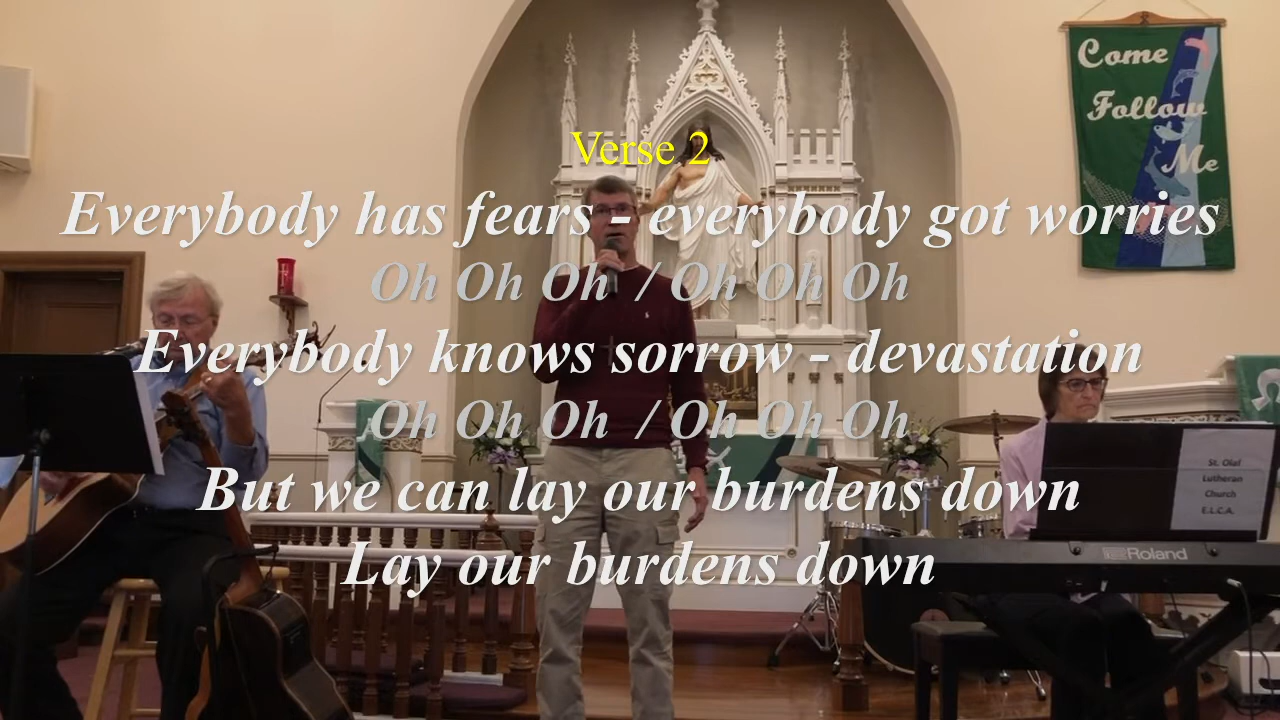 Come
Follow
Me
Verse 2
Everybody has fears - everybody got worries
Oh Oh Oh / Oh Oh Oh
Everybody knows sorrow - devastation
Oh Oh Oh / Oh Oh Oh
But we can lay our burdens down
Lay our burdens down
St. Olaf
Lutheran
Church
E.L.C.A.
Roland